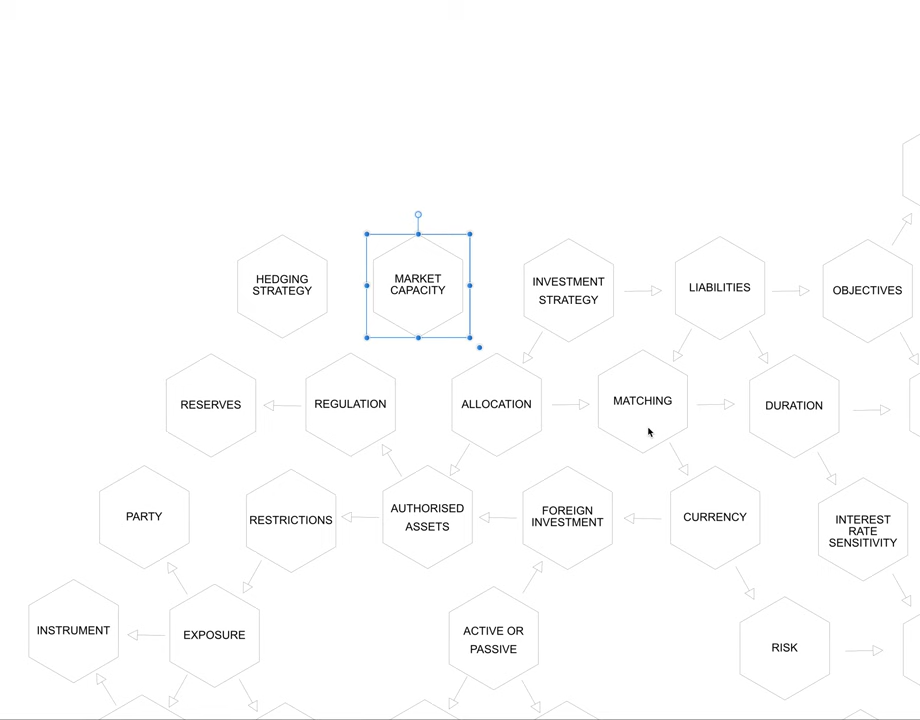 HEDGING
STRATEGY
MARKET
CAPACITY
INVESTMENT
STRATEGY
LIABILITIES
OBJECTIVES
RESERVES
REGULATION
ALLOCATION
MATCHING
DURATION
PARTY
RESTRICTIONS
AUTHORISED
ASSETS
FOREIGN
INVESTMENT
CURRENCY
INTEREST
RATE
SENSITIVITY
INSTRUMENT
EXPOSURE
ACTIVE OR
PASSIVE
RISK